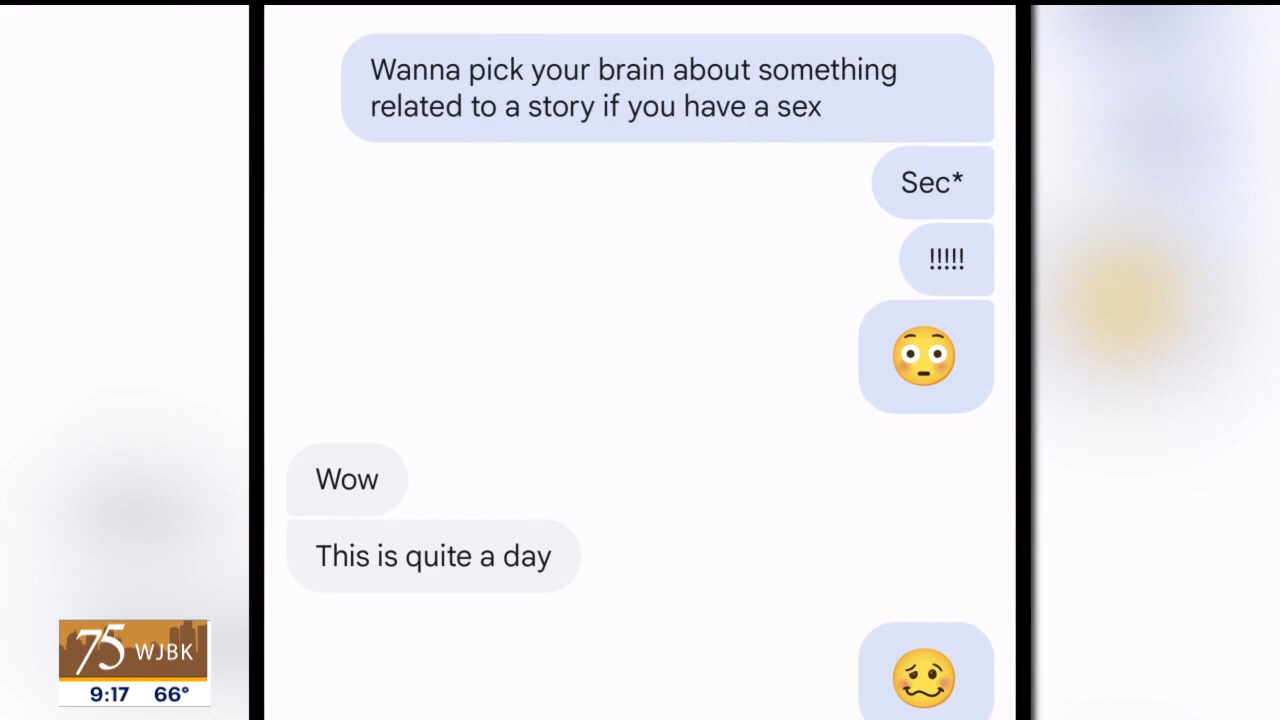 Wanna pick your brain about something
related to a story if you have a sex
Sec*
!!!!!
😳
Wow
This is quite a day
🥴
75 WJBK
9:17 66°